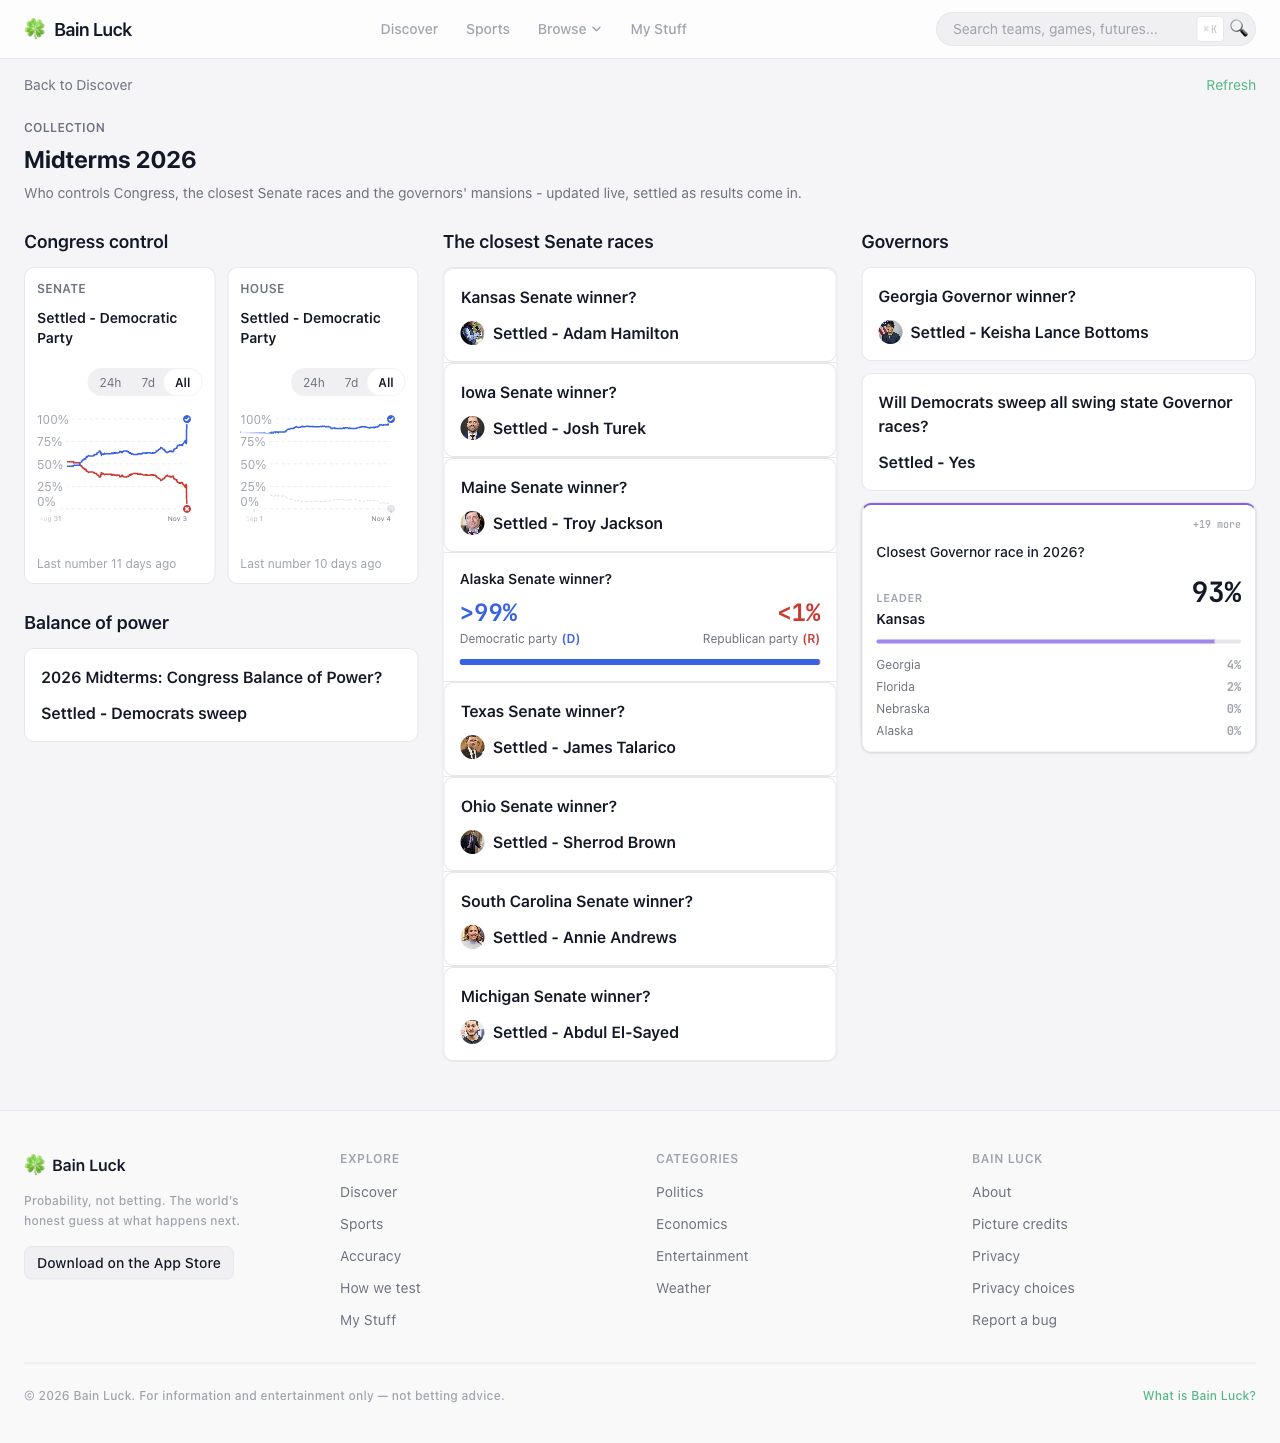 Bain Luck
Discover
Sports
Browse
My Stuff
Search teams, games, futures...
⌘K
Back to Discover
Refresh
COLLECTION
Midterms 2026
Who controls Congress, the closest Senate races and the governors' mansions - updated live, settled as results come in.
Congress control
SENATE
Settled - Democratic
Party
24h 7d All
100%
75%
50%
25%
0%
Nov 3
Last number 11 days ago
HOUSE
Settled - Democratic
Party
24h 7d All
100%
75%
50%
25%
0%
Sep 1
Nov 4
Last number 10 days ago
Balance of power
2026 Midterms: Congress Balance of Power?
Settled - Democrats sweep
The closest Senate races
Kansas Senate winner?
Settled - Adam Hamilton
Iowa Senate winner?
Settled - Josh Turek
Maine Senate winner?
Settled - Troy Jackson
Alaska Senate winner?
>99% <1%
Democratic party (D) Republican party (R)
Texas Senate winner?
Settled - James Talarico
Ohio Senate winner?
Settled - Sherrod Brown
South Carolina Senate winner?
Settled - Annie Andrews
Michigan Senate winner?
Settled - Abdul El-Sayed
Governors
Georgia Governor winner?
Settled - Keisha Lance Bottoms
Will Democrats sweep all swing state Governor
races?
Settled - Yes
+19 more
Closest Governor race in 2026?
LEADER
93%
Kansas
Georgia 4%
Florida 2%
Nebraska 0%
Alaska 0%
Bain Luck
Probability, not betting. The world's
honest guess at what happens next.
Download on the App Store
EXPLORE
Discover
Sports
Accuracy
How we test
My Stuff
CATEGORIES
Politics
Economics
Entertainment
Weather
BAIN LUCK
About
Picture credits
Privacy
Privacy choices
Report a bug
© 2026 Bain Luck. For information and entertainment only — not betting advice.
What is Bain Luck?